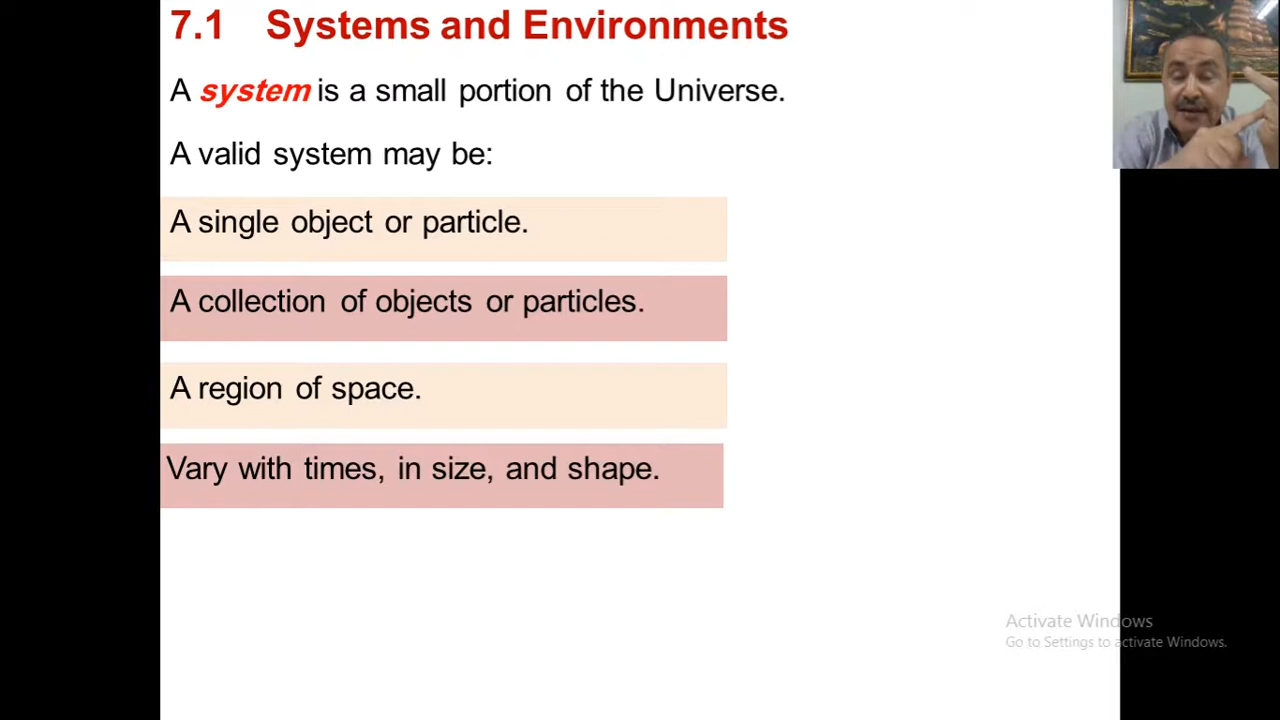 7.1 Systems and Environments
A system is a small portion of the Universe.
A valid system may be:
A single object or particle.
A collection of objects or particles.
A region of space.
Vary with times, in size, and shape.
Activate Windows
Go to Settings to activate Windows.